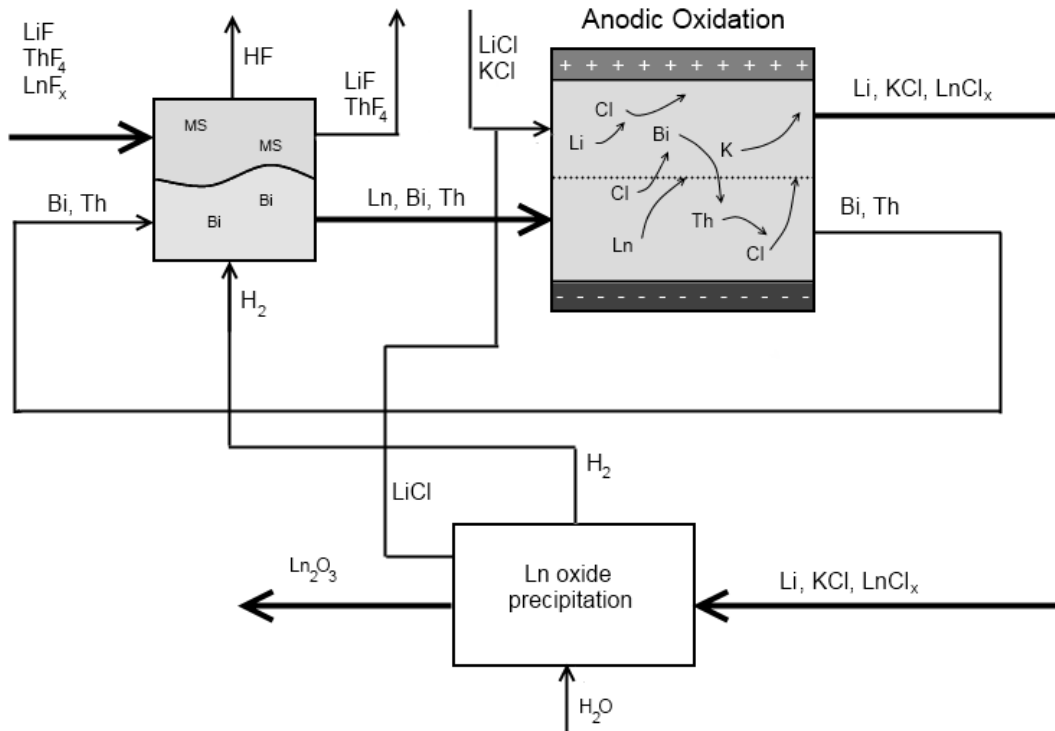 Anodic Oxidation
+ + + + + + + + + +
LiF
ThF₄
LnFₓ
HF
LiF
ThF₄
LiCl
KCl
Li, KCl, LnClₓ
MS
MS
Bi
Bi
Cl
Li
Bi
K
Cl
Ln
Th
Cl
Bi, Th
Ln, Bi, Th
Bi, Th
- - - - - - - - - - -
H₂
H₂
LiCl
Ln₂O₃
Ln oxide
precipitation
Li, KCl, LnClₓ
H₂O